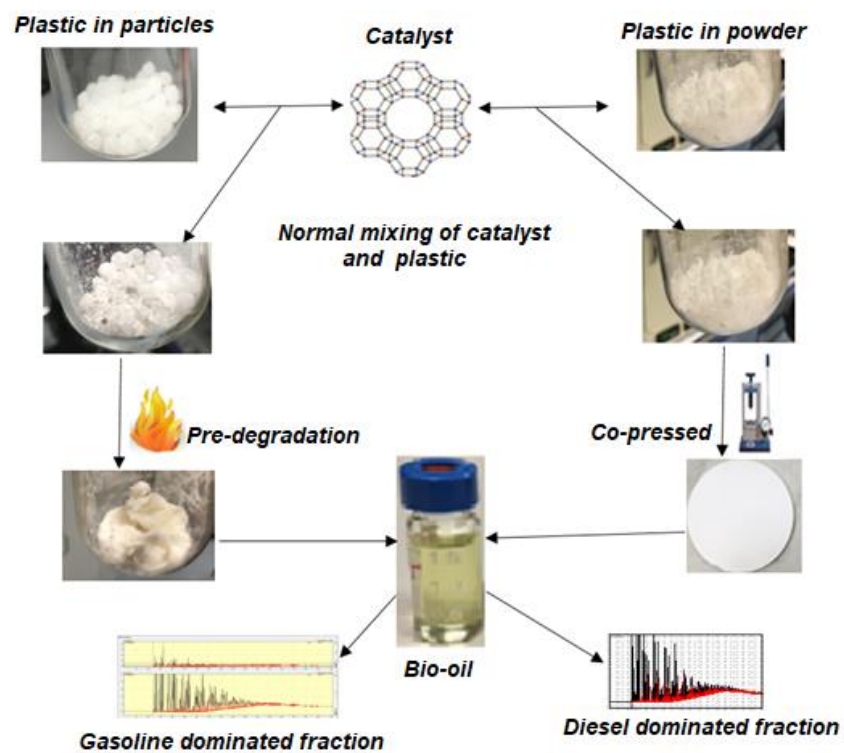 Plastic in particles
Catalyst
Plastic in powder
Normal mixing of catalyst
and plastic
Pre-degradation
Co-pressed
Bio-oil
Gasoline dominated fraction
Diesel dominated fraction